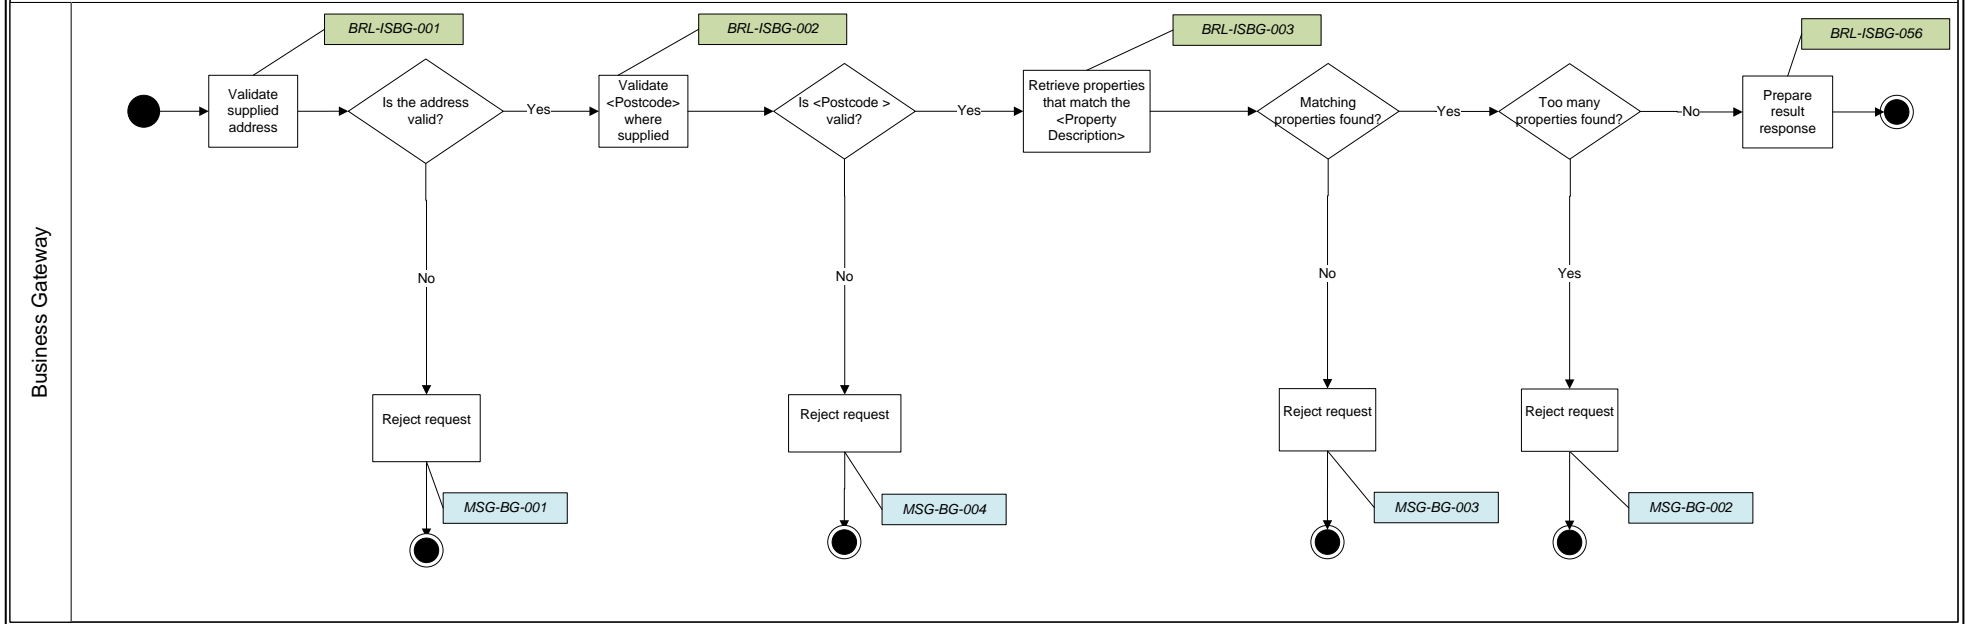 BRL-ISBG-001
BRL-ISBG-002
BRL-ISBG-003
BRL-ISBG-056
Validate
supplied
address
Is the address
valid?
Yes
Validate
<Postcode>
where
supplied
Is <Postcode >
valid?
Yes
Retrieve properties
that match the
<Property
Description>
Matching
properties found?
Yes
Too many
properties found?
No
Prepare
result
response
Business Gateway
No
No
No
Yes
Reject request
Reject request
Reject request
Reject request
MSG-BG-001
MSG-BG-004
MSG-BG-003
MSG-BG-002